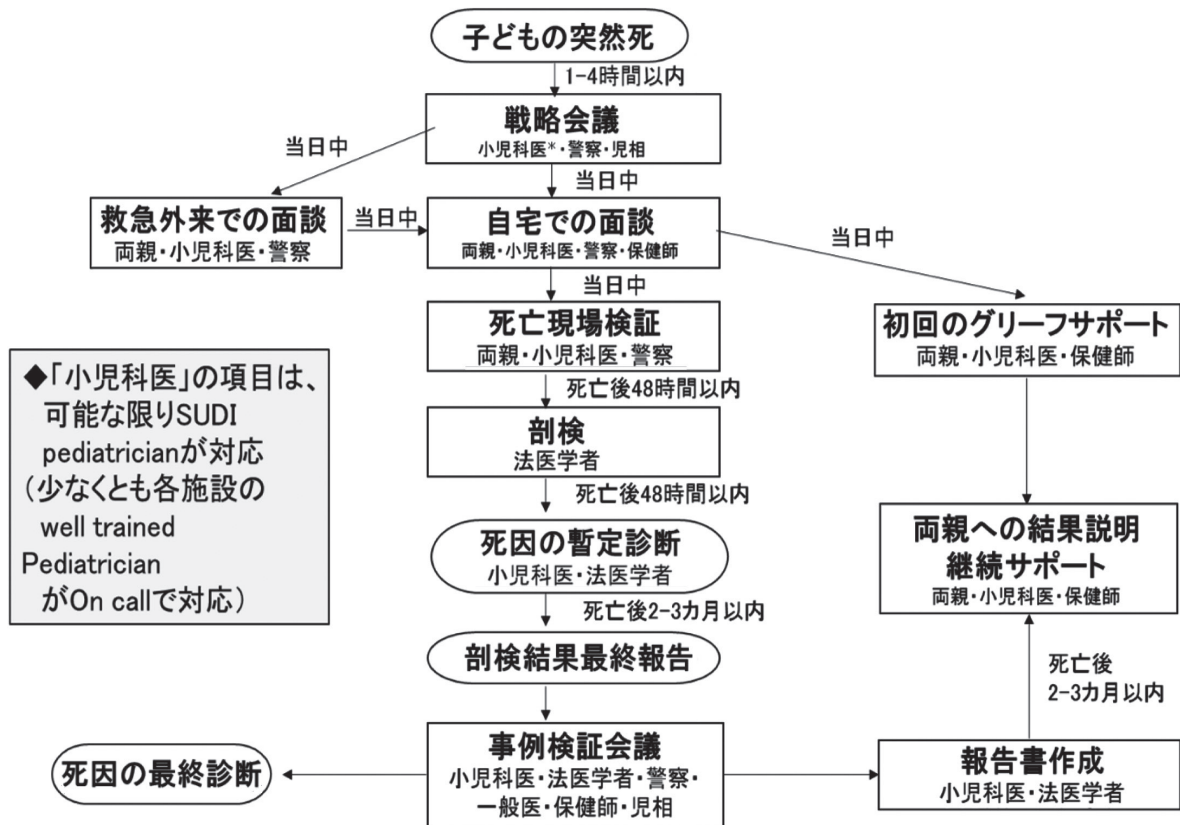 子どもの突然死
1-4時間以内
戦略会議
小児科医*・警察・児相
当日中
当日中
救急外来での面談
両親・小児科医・警察
当日中
自宅での面談
両親・小児科医・警察・保健師
当日中
当日中
死亡現場検証
両親・小児科医・警察
初回のグリーフサポート
両親・小児科医・保健師
◆「小児科医」の項目は、
可能な限りSUDI
pediatricianが対応
（少なくとも各施設の
well trained
Pediatrician
がOn callで対応）
死亡後48時間以内
剖検
法医学者
死亡後48時間以内
死因の暫定診断
小児科医・法医学者
死亡後2-3カ月以内
剖検結果最終報告
両親への結果説明
継続サポート
両親・小児科医・保健師
死亡後
2-3カ月以内
事例検証会議
小児科医・法医学者・警察・
一般医・保健師・児相
死因の最終診断
報告書作成
小児科医・法医学者